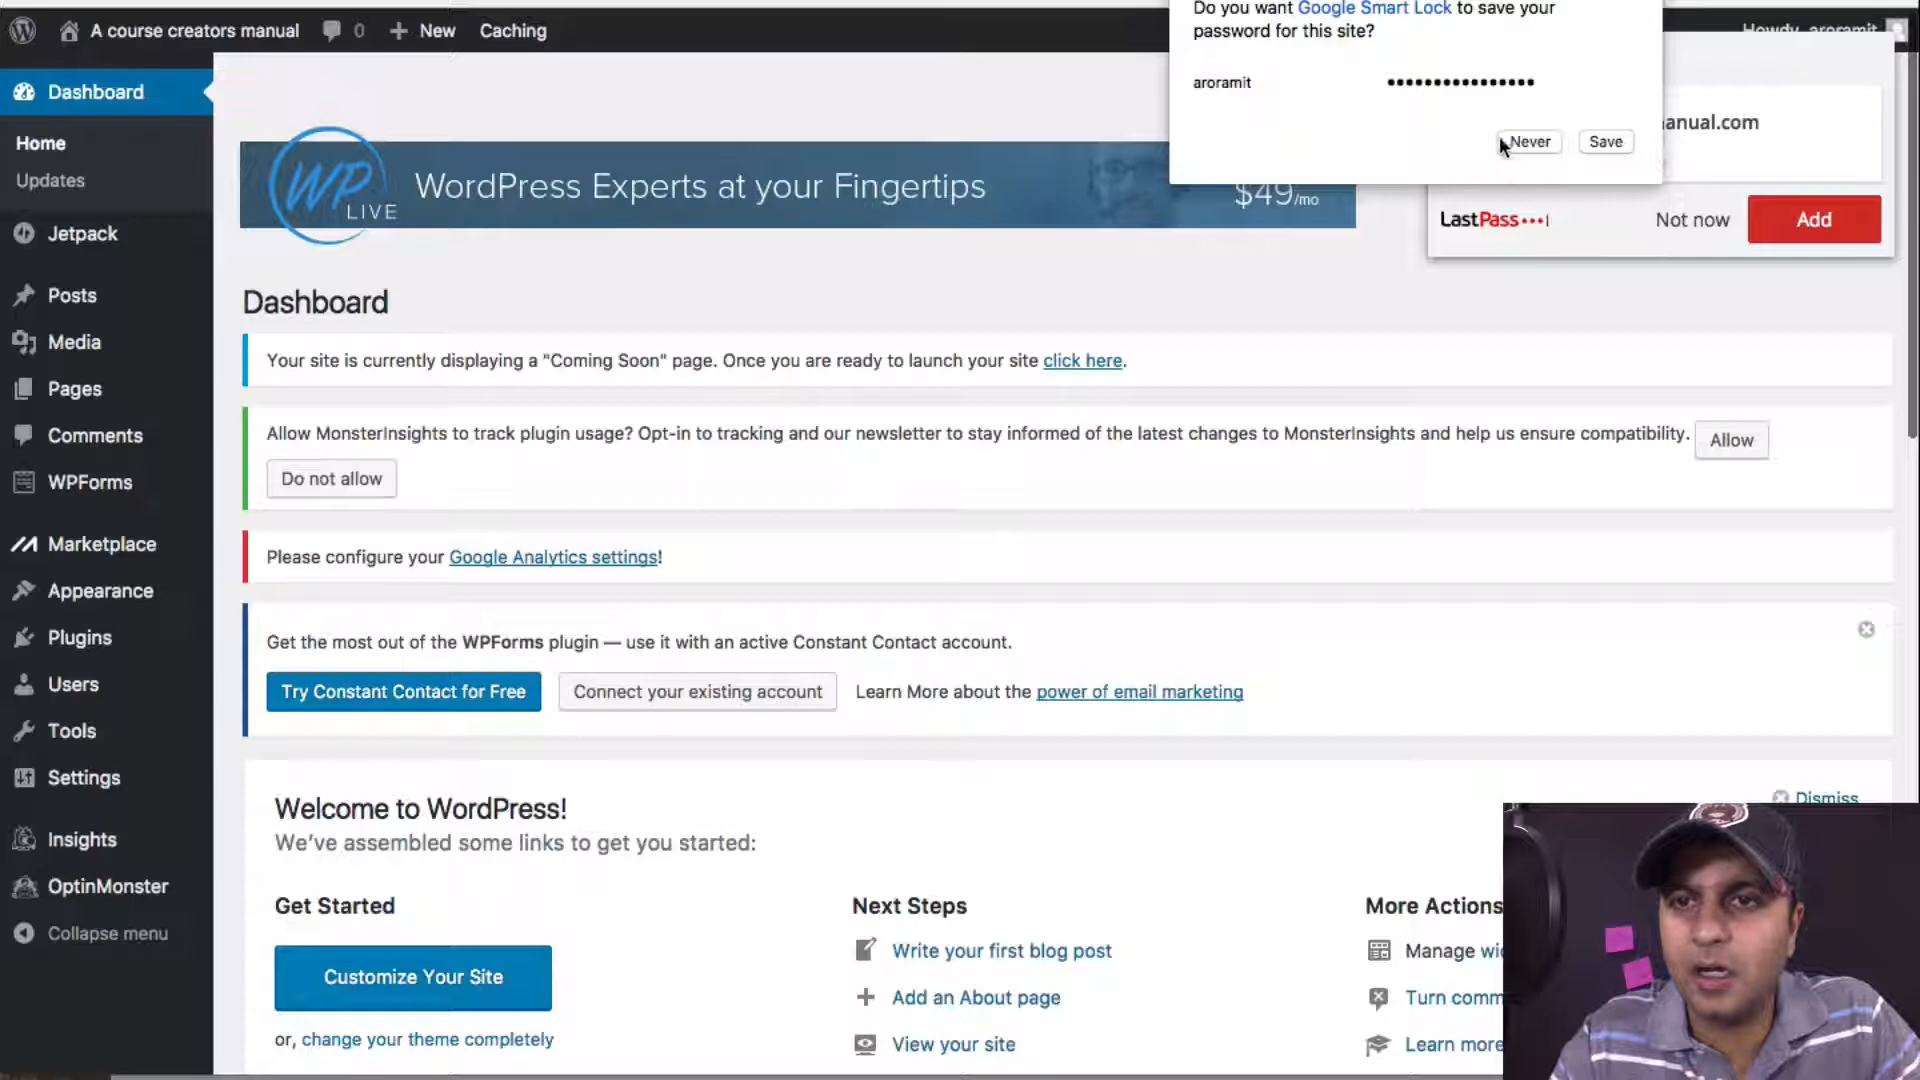 Do you want Google Smart Lock to save your
password for this site?
aroramit ••••••••••••••••
Never Save
A course creators manual 0 + New Caching
Howdy, aroramit
anual.com
LastPass Not now Add
Dashboard
Home
Updates
Jetpack
Posts
Media
Pages
Comments
WPForms
Marketplace
Appearance
Plugins
Users
Tools
Settings
Insights
OptinMonster
Collapse menu
WP LIVE WordPress Experts at your Fingertips $49/mo
Dashboard
Your site is currently displaying a "Coming Soon" page. Once you are ready to launch your site click here.
Allow MonsterInsights to track plugin usage? Opt-in to tracking and our newsletter to stay informed of the latest changes to MonsterInsights and help us ensure compatibility. Allow
Do not allow
Please configure your Google Analytics settings!
Get the most out of the WPForms plugin — use it with an active Constant Contact account.
Try Constant Contact for Free Connect your existing account Learn More about the power of email marketing
Welcome to WordPress!
Dismiss
We've assembled some links to get you started:
Get Started
Customize Your Site
or, change your theme completely
Next Steps
Write your first blog post
Add an About page
View your site
More Actions
Manage wi
Turn comm
Learn more